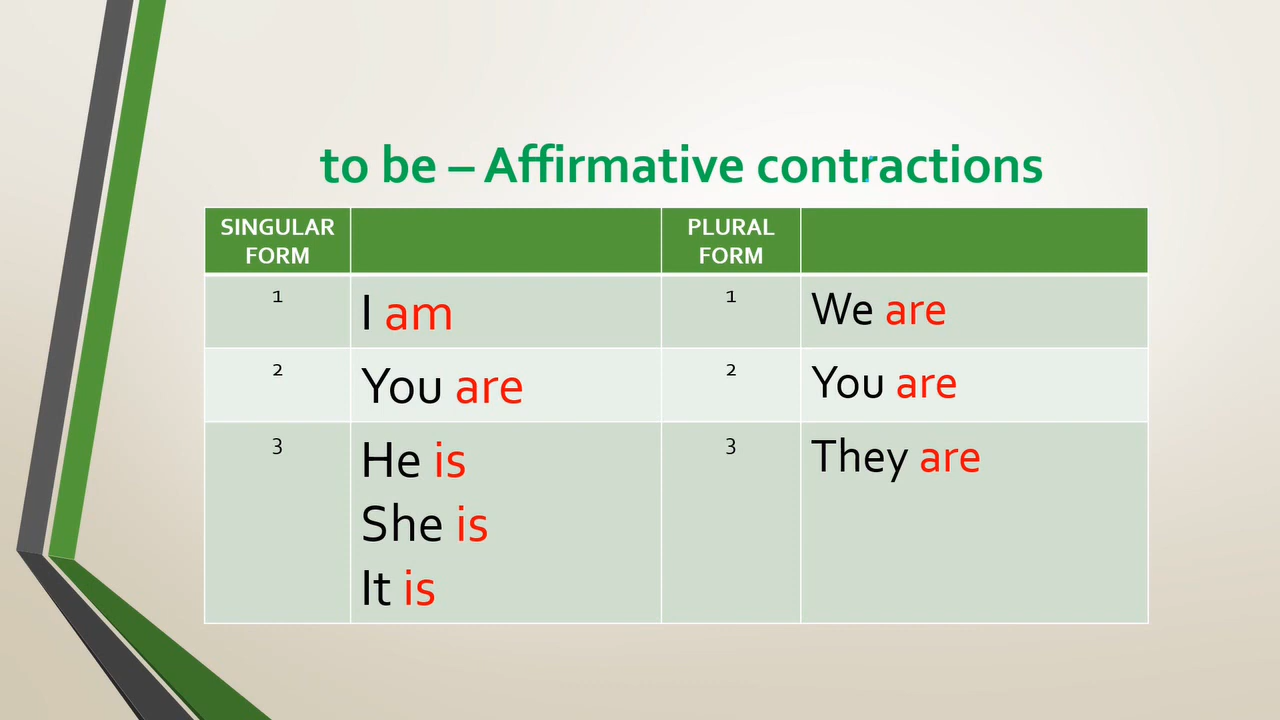 to be – Affirmative contractions
SINGULAR FORM PLURAL FORM
1 I am 1 We are
2 You are 2 You are
3 He is 3 They are
She is
It is